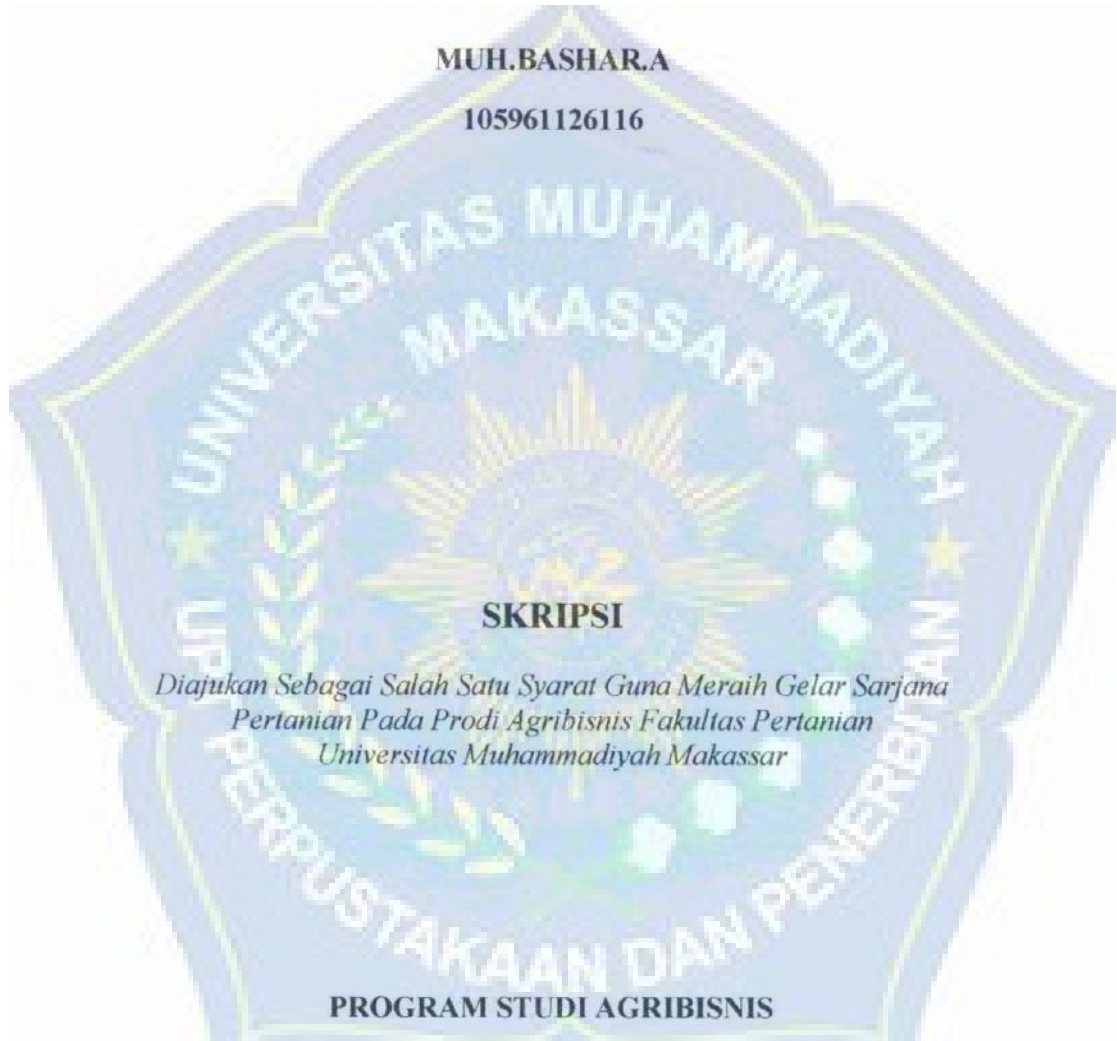 MUH.BASHAR.A
105961126116
UNIVERSITAS MUHAMMADIYAH
MAKASSAR
SKRIPSI
Diajukan Sebagai Salah Satu Syarat Guna Meraih Gelar Sarjana
Pertanian Pada Prodi Agribisnis Fakultas Pertanian
Universitas Muhammadiyah Makassar
UPT PERPUSTAKAAN DAN PENERBITAN
PROGRAM STUDI AGRIBISNIS